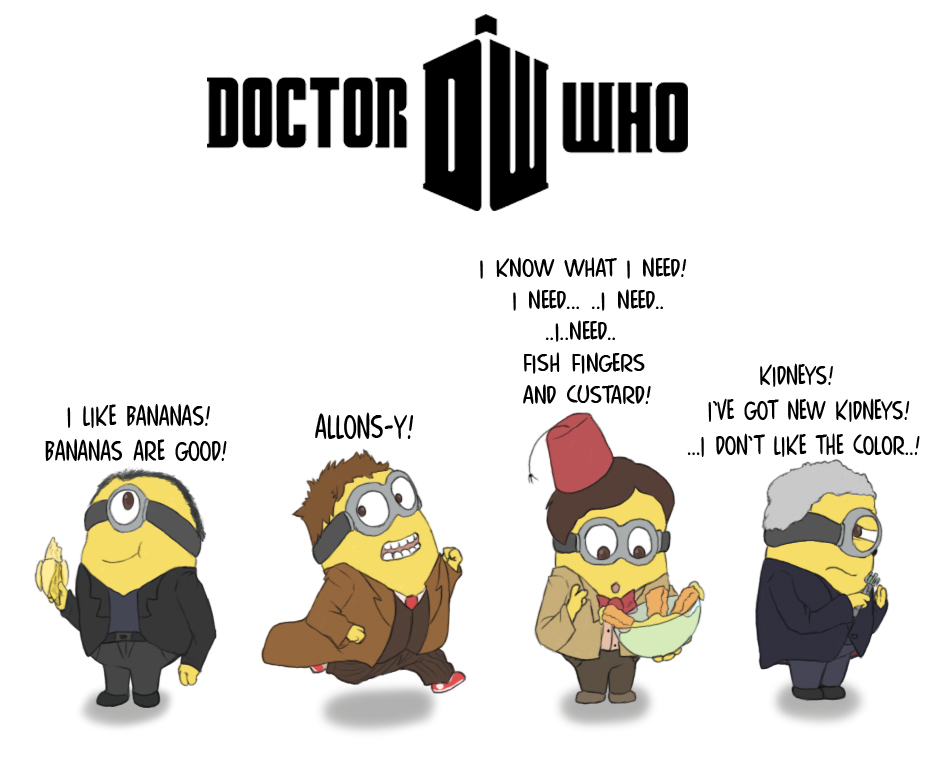 DOCTOR DW WHO
I KNOW WHAT I NEED!
I NEED... ..I NEED..
..I..NEED..
FISH FINGERS
AND CUSTARD!
KIDNEYS!
I'VE GOT NEW KIDNEYS!
...I DON'T LIKE THE COLOR..!
I LIKE BANANAS!
BANANAS ARE GOOD!
ALLONS-Y!